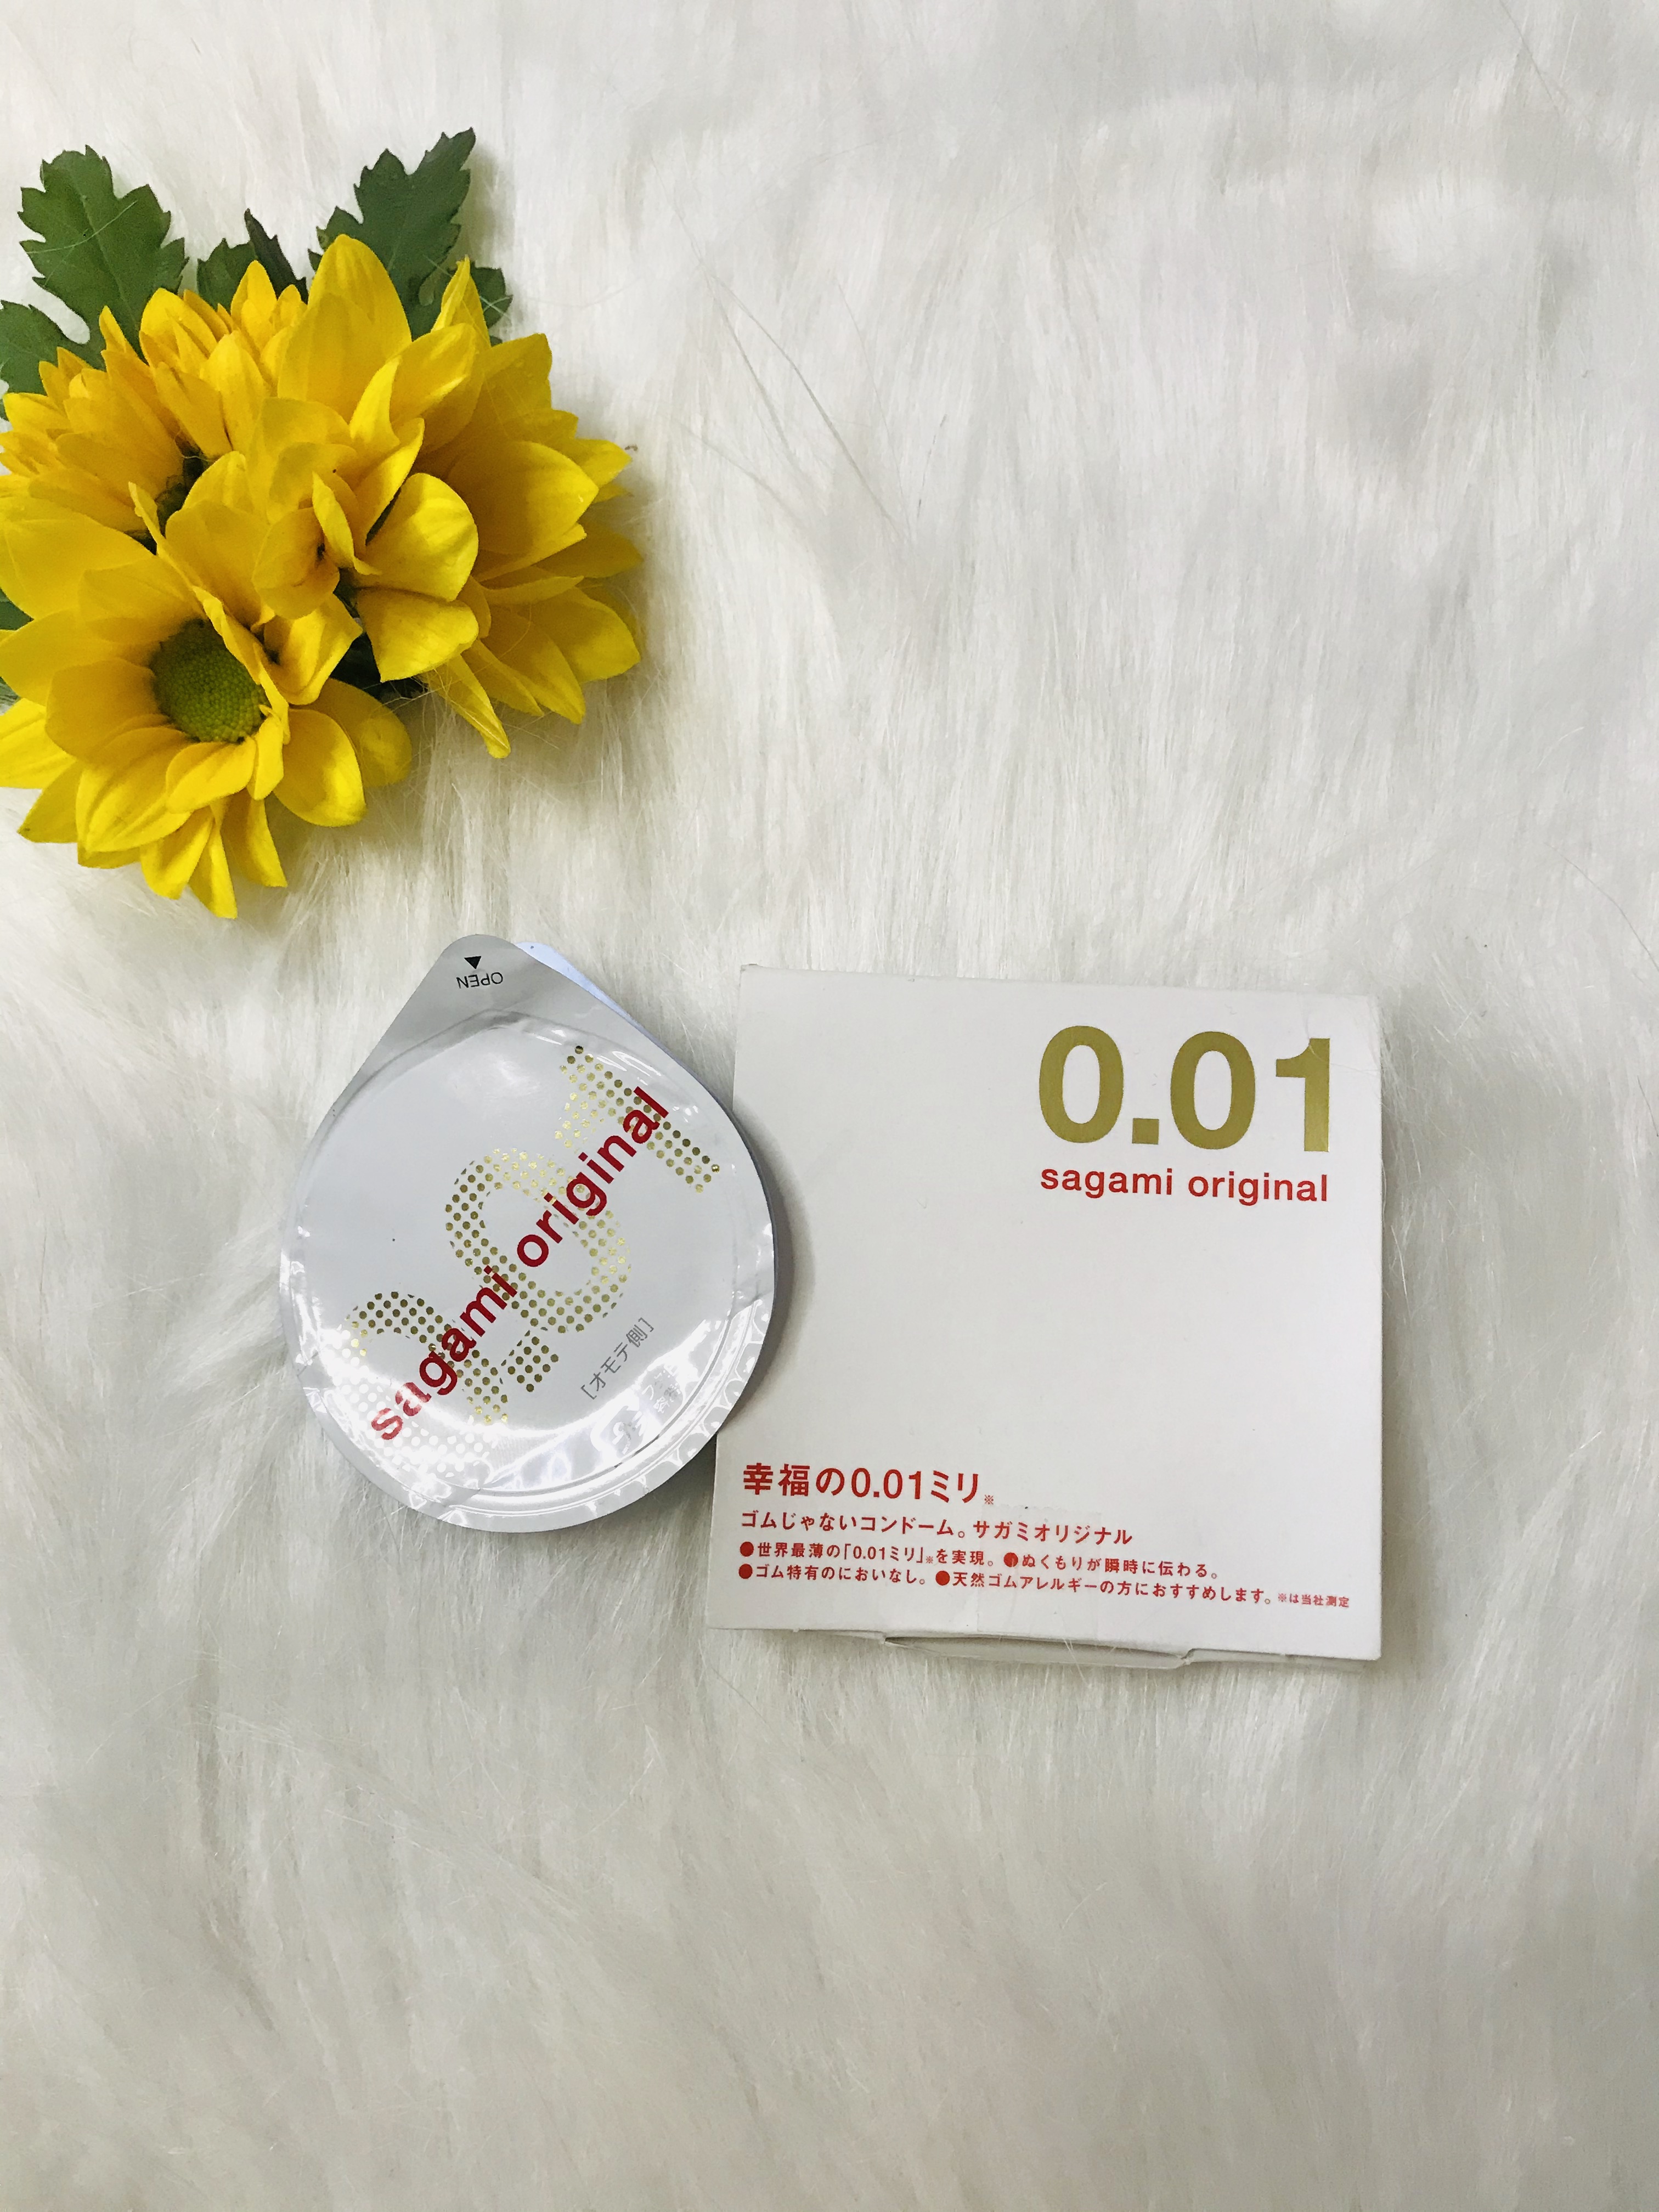 OPEN
0.01
sagami original
[オモテ側]
0.01
sagami original
幸福の0.01ミリ※
ゴムじゃないコンドーム。サガミオリジナル
●世界最薄の「0.01ミリ」※を実現。●ぬくもりが瞬時に伝わる。
●ゴム特有のにおいなし。●天然ゴムアレルギーの方におすすめします。※は当社測定